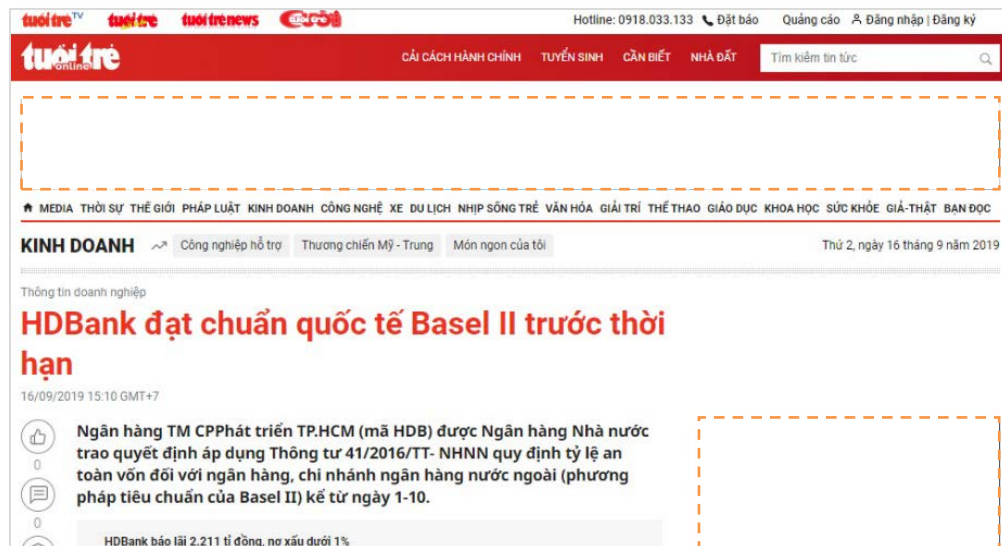 tuổi trẻ TV tuổi trẻ tuoitrenews tuổi trẻ Hotline: 0918.033.133 Đặt báo Quảng cáo Đăng nhập | Đăng ký
tuổi trẻ online CẢI CÁCH HÀNH CHÍNH TUYỂN SINH CẦN BIẾT NHÀ ĐẤT Tìm kiếm tin tức
MEDIA THỜI SỰ THẾ GIỚI PHÁP LUẬT KINH DOANH CÔNG NGHỆ XE DU LỊCH NHỊP SỐNG TRẺ VĂN HÓA GIẢI TRÍ THỂ THAO GIÁO DỤC KHOA HỌC SỨC KHỎE GIẢ-THẬT BẠN ĐỌC
KINH DOANH Công nghiệp hỗ trợ Thương chiến Mỹ - Trung Món ngon của tôi Thứ 2, ngày 16 tháng 9 năm 2019
Thông tin doanh nghiệp
HDBank đạt chuẩn quốc tế Basel II trước thời
hạn
16/09/2019 15:10 GMT+7
Ngân hàng TM CPPhát triển TP.HCM (mã HDB) được Ngân hàng Nhà nước
trao quyết định áp dụng Thông tư 41/2016/TT- NHNN quy định tỷ lệ an
0
toàn vốn đối với ngân hàng, chi nhánh ngân hàng nước ngoài (phương
pháp tiêu chuẩn của Basel II) kể từ ngày 1-10.
0
HDBank báo lãi 2.211 tỉ đồng, nợ xấu dưới 1%